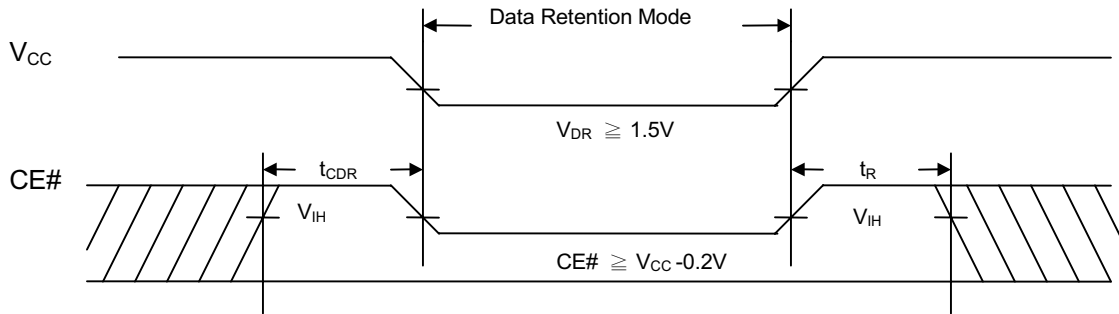 Data Retention Mode
VCC
VDR ≧ 1.5V
CE#
tCDR
tR
VIH
VIH
CE# ≧ VCC -0.2V